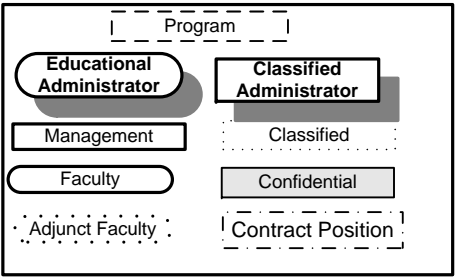 Program
Educational
Administrator
Classified
Administrator
Management
Classified
Faculty
Confidential
Adjunct Faculty
Contract Position